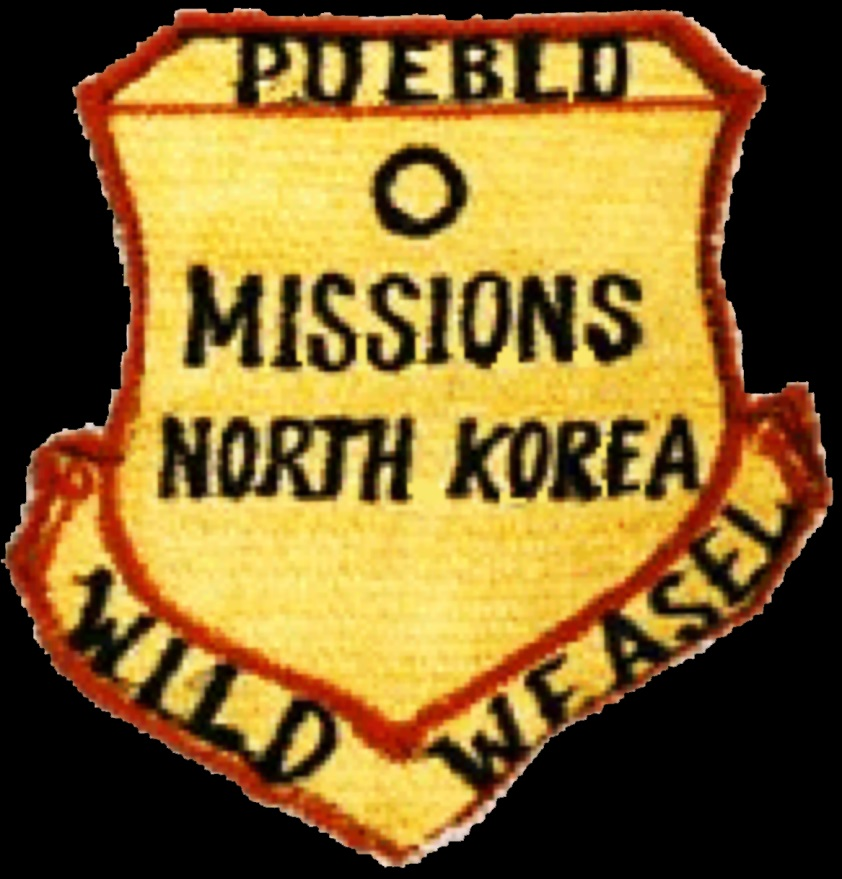 PUEBLO
O
MISSIONS
NORTH KOREA
WILD WEASEL